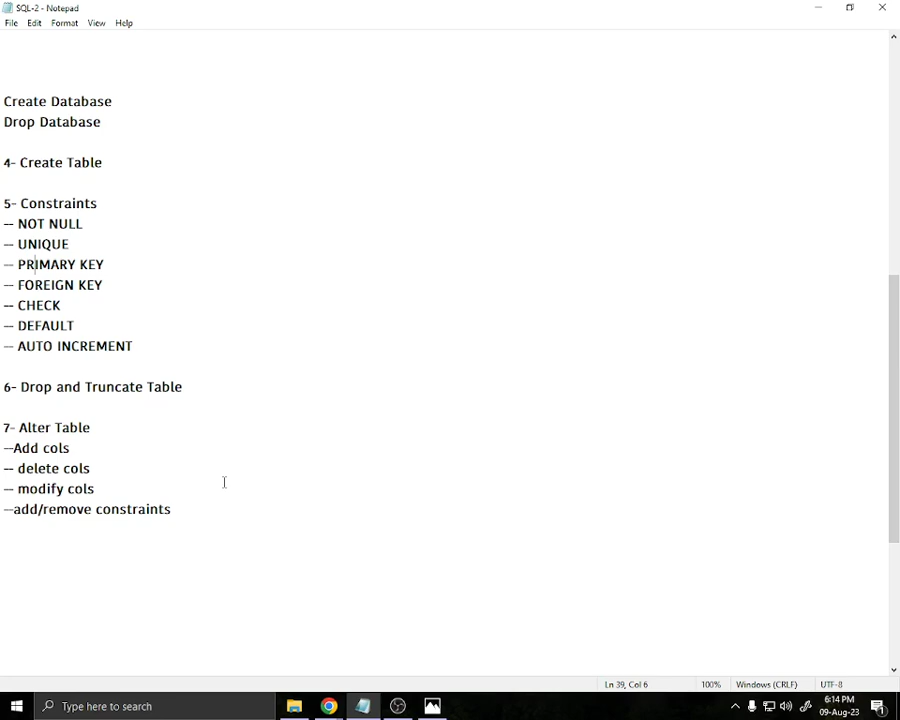 SQL-2 - Notepad
File Edit Format View Help
Create Database
Drop Database
4- Create Table
5- Constraints
-- NOT NULL
-- UNIQUE
-- PRIMARY KEY
-- FOREIGN KEY
-- CHECK
-- DEFAULT
-- AUTO INCREMENT
6- Drop and Truncate Table
7- Alter Table
--Add cols
-- delete cols
-- modify cols
--add/remove constraints
Ln 39, Col 6 100% Windows (CRLF) UTF-8
Type here to search
6:14 PM
09-Aug-23
1